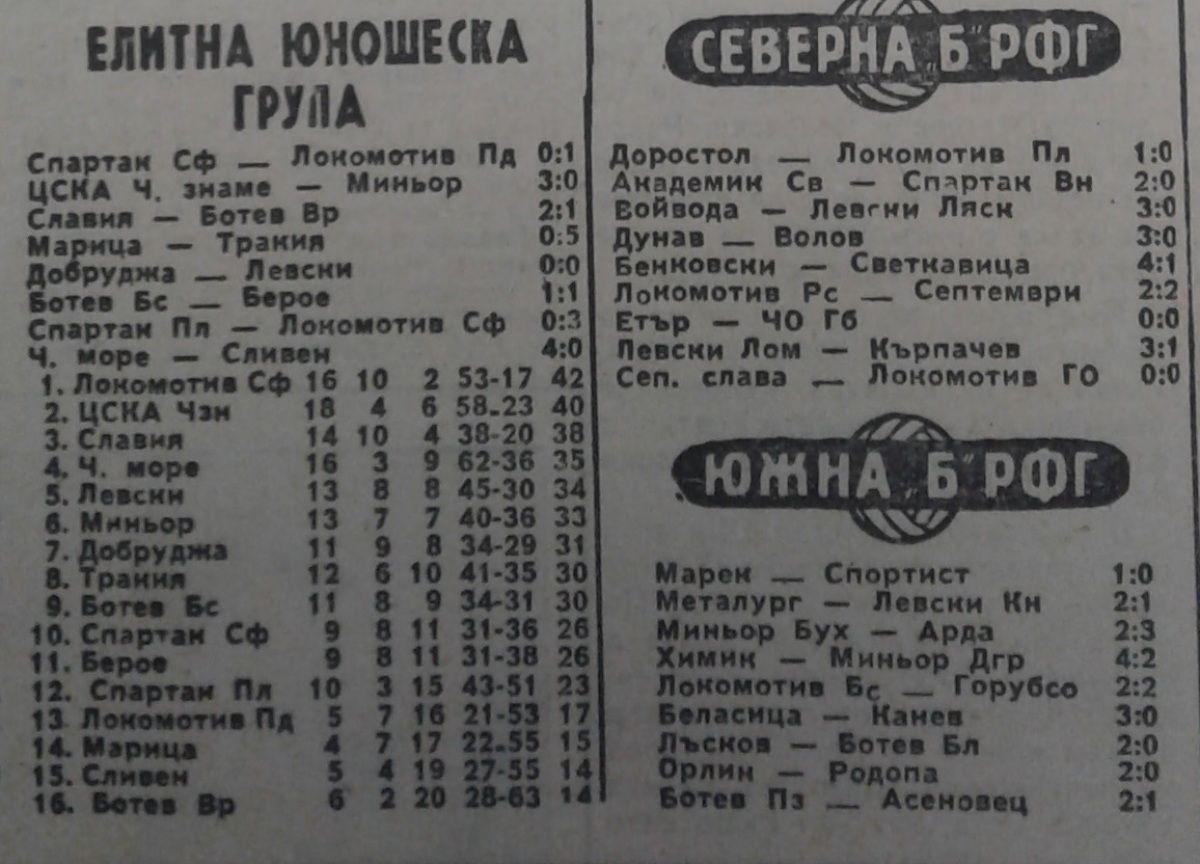 ЕЛИТНА ЮНОШЕСКА
ГРУПА
Спартак Сф — Локомотив Пд 0:1
ЦСКА Ч. знаме — Миньор 3:0
Славия — Ботев Вр 2:1
Марица — Тракия 0:5
Добруджа — Левски 0:0
Ботев Бс — Берое 1:1
Спартак Пл — Локомотив Сф 0:3
Ч. море — Сливен 4:0
1. Локомотив Сф 16 10 2 53-17 42
2. ЦСКА Чзн 18 4 6 58-23 40
3. Славия 14 10 4 38-20 38
4. Ч. море 16 3 9 62-36 35
5. Левски 13 8 8 45-30 34
6. Миньор 13 7 7 40-36 33
7. Добруджа 11 9 8 34-29 31
8. Тракия 12 6 10 41-35 30
9. Ботев Бс 11 8 9 34-31 30
10. Спартак Сф 9 8 11 31-36 26
11. Берое 9 8 11 31-38 26
12. Спартак Пл 10 3 15 43-51 23
13 Локомотив Пд 5 7 16 21-53 17
14. Марица 4 7 17 22-55 15
15. Сливен 5 4 19 27-55 14
16. Ботев Вр 6 2 20 28-63 14
СЕВЕРНА „Б" РФГ
Доростол — Локомотив Пл 1:0
Академик Св — Спартак Вн 2:0
Войвода — Левски Ляск 3:0
Дунав — Волов 3:0
Бенковски — Светкавица 4:1
Локомотив Рс — Септември 2:2
Етър — ЧО Гб 0:0
Левски Лом — Кърпачев 3:1
Сеп. слава — Локомотив ГО 0:0
ЮЖНА „Б" РФГ
Марек — Спортист 1:0
Металург — Левски Кн 2:1
Миньор Бух — Арда 2:3
Химик — Миньор Дгр 4:2
Локомотив Бс — Горубсо 2:2
Беласица — Канев 3:0
Лъсков — Ботев Бл 2:0
Орлин — Родопа 2:0
Ботев Пз — Асеновец 2:1